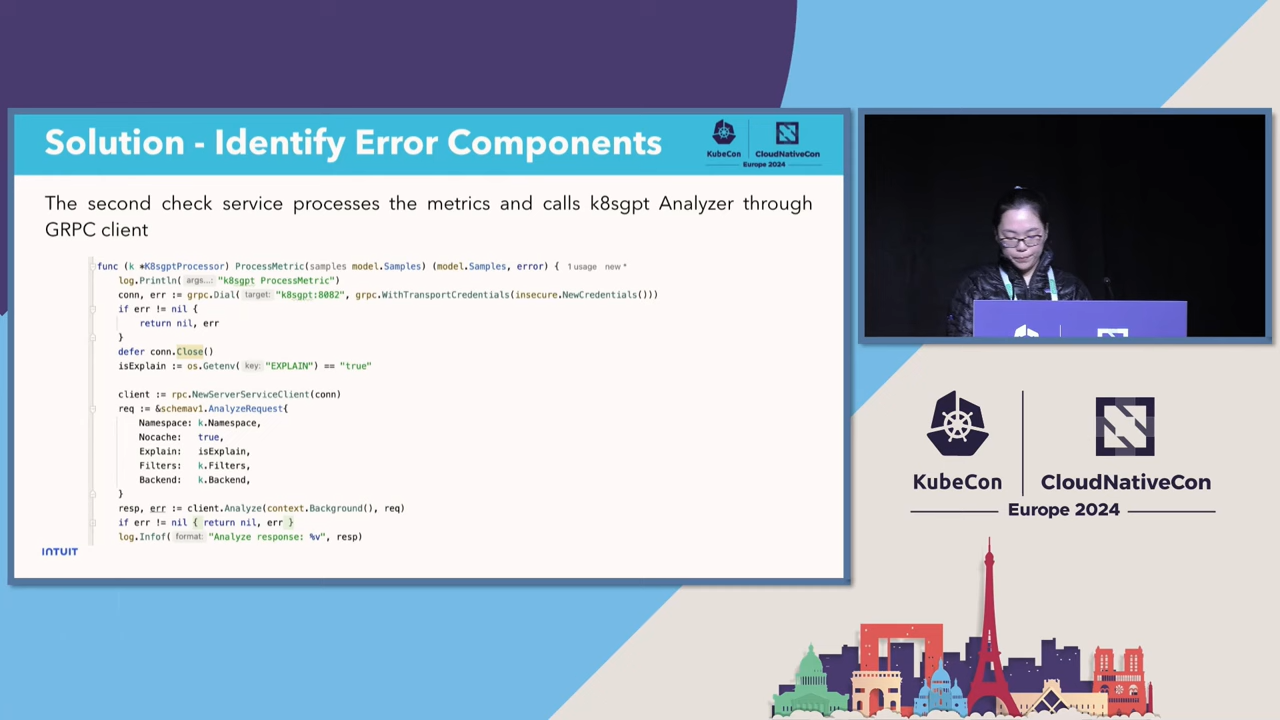 Solution - Identify Error Components
KubeCon
CloudNativeCon
Europe 2024
The second check service processes the metrics and calls k8sgpt Analyzer through
GRPC client
func (k *K8sgptProcessor) ProcessMetric(samples model.Samples) (model.Samples, error) { 1 usage new *
log.Println( args...: "k8sgpt ProcessMetric")
conn, err := grpc.Dial( target: "k8sgpt:8082", grpc.WithTransportCredentials(insecure.NewCredentials()))
if err != nil {
return nil, err
}
defer conn.Close()
isExplain := os.Getenv( key: "EXPLAIN") == "true"
client := rpc.NewServerServiceClient(conn)
req := &schemav1.AnalyzeRequest{
Namespace: k.Namespace,
Nocache: true,
Explain: isExplain,
Filters: k.Filters,
Backend: k.Backend,
}
resp, err := client.Analyze(context.Background(), req)
if err != nil { return nil, err }
log.Infof( format: "Analyze response: %v", resp)
INTUIT
KubeCon
CloudNativeCon
Europe 2024